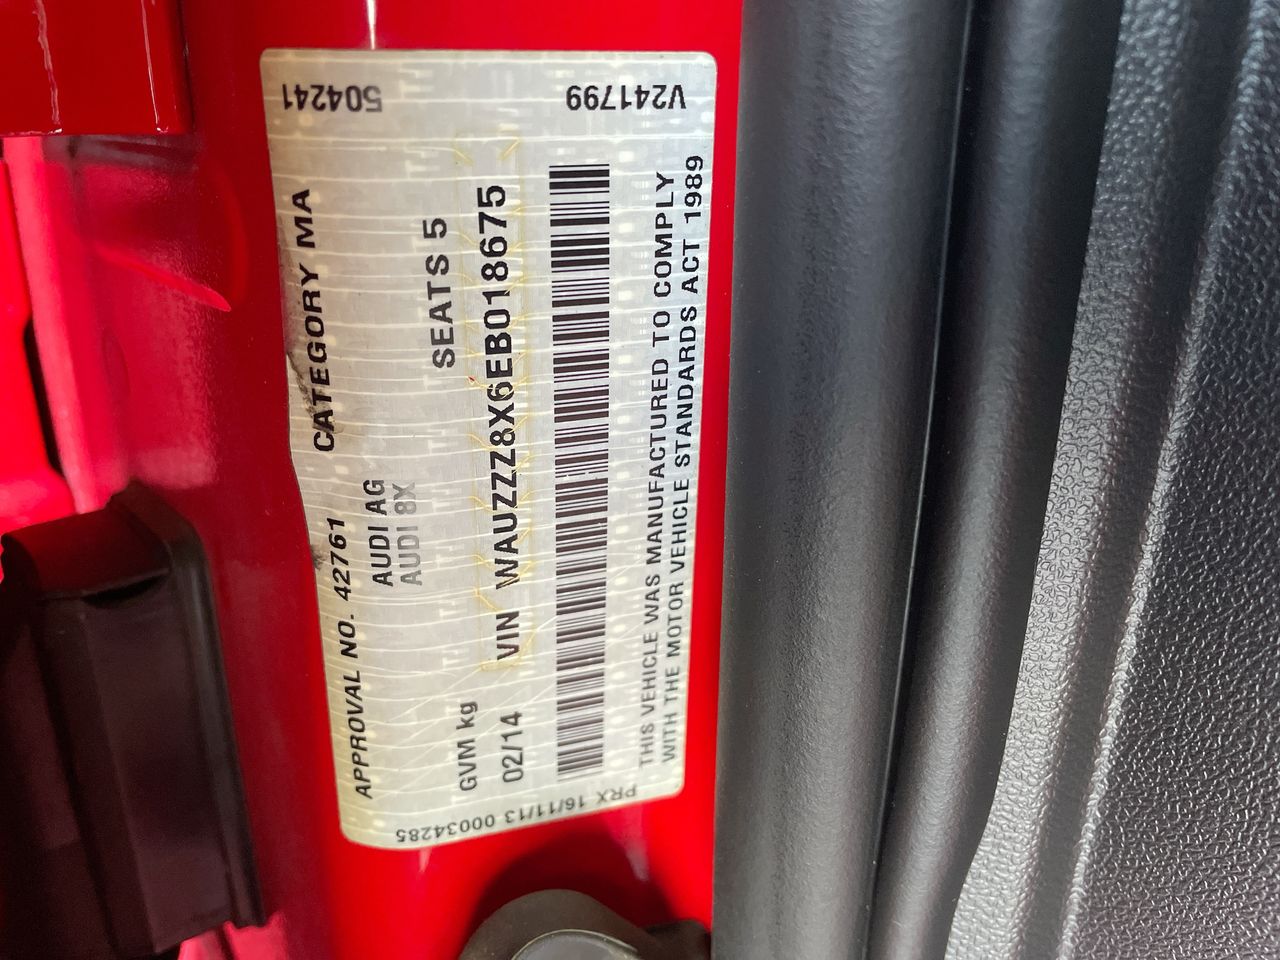 504241
V241799
APPROVAL NO. 42761 CATEGORY MA
AUDI AG
AUDI 8X
SEATS 5
GVM kg
02/14 VIN WAUZZZ8X6EB018675
THIS VEHICLE WAS MANUFACTURED TO COMPLY
WITH THE MOTOR VEHICLE STANDARDS ACT 1989
PRX 16/11/13 00034285